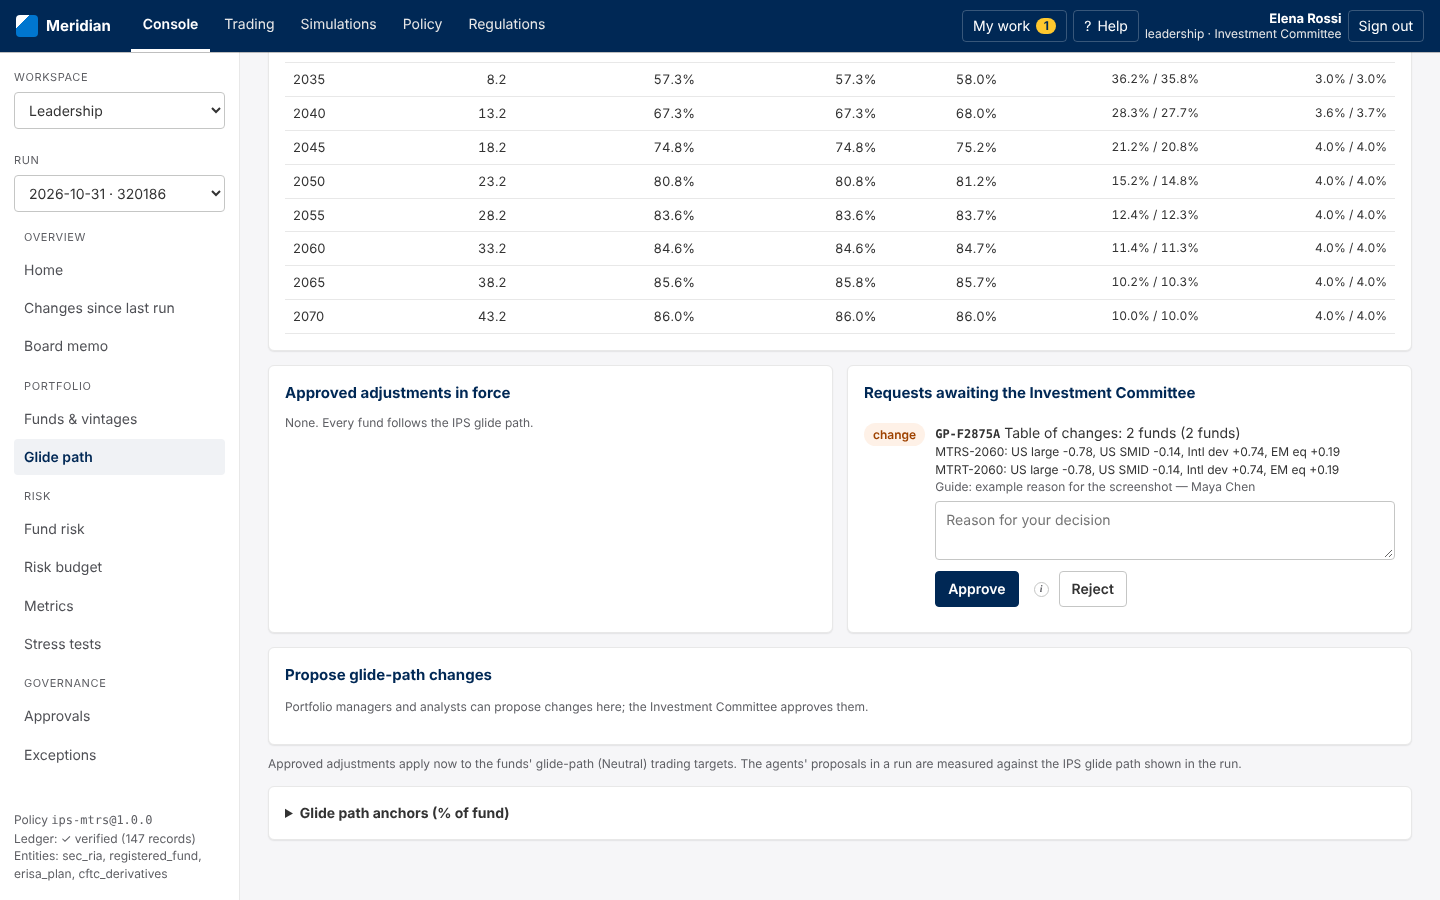 Meridian
Console
Trading
Simulations
Policy
Regulations
My work 1
? Help
Elena Rossi
leadership · Investment Committee
Sign out
WORKSPACE
Leadership
RUN
2026-10-31 · 320186
OVERVIEW
Home
Changes since last run
Board memo
PORTFOLIO
Funds & vintages
Glide path
RISK
Fund risk
Risk budget
Metrics
Stress tests
GOVERNANCE
Approvals
Exceptions
Policy ips-mtrs@1.0.0
Ledger: ✓ verified (147 records)
Entities: sec_ria, registered_fund,
erisa_plan, cftc_derivatives
2035 8.2 57.3% 57.3% 58.0% 36.2% / 35.8% 3.0% / 3.0%
2040 13.2 67.3% 67.3% 68.0% 28.3% / 27.7% 3.6% / 3.7%
2045 18.2 74.8% 74.8% 75.2% 21.2% / 20.8% 4.0% / 4.0%
2050 23.2 80.8% 80.8% 81.2% 15.2% / 14.8% 4.0% / 4.0%
2055 28.2 83.6% 83.6% 83.7% 12.4% / 12.3% 4.0% / 4.0%
2060 33.2 84.6% 84.6% 84.7% 11.4% / 11.3% 4.0% / 4.0%
2065 38.2 85.6% 85.8% 85.7% 10.2% / 10.3% 4.0% / 4.0%
2070 43.2 86.0% 86.0% 86.0% 10.0% / 10.0% 4.0% / 4.0%
Approved adjustments in force
None. Every fund follows the IPS glide path.
Requests awaiting the Investment Committee
change
GP-F2875A Table of changes: 2 funds (2 funds)
MTRS-2060: US large -0.78, US SMID -0.14, Intl dev +0.74, EM eq +0.19
MTRT-2060: US large -0.78, US SMID -0.14, Intl dev +0.74, EM eq +0.19
Guide: example reason for the screenshot — Maya Chen
Reason for your decision
Approve
i
Reject
Propose glide-path changes
Portfolio managers and analysts can propose changes here; the Investment Committee approves them.
Approved adjustments apply now to the funds' glide-path (Neutral) trading targets. The agents' proposals in a run are measured against the IPS glide path shown in the run.
Glide path anchors (% of fund)